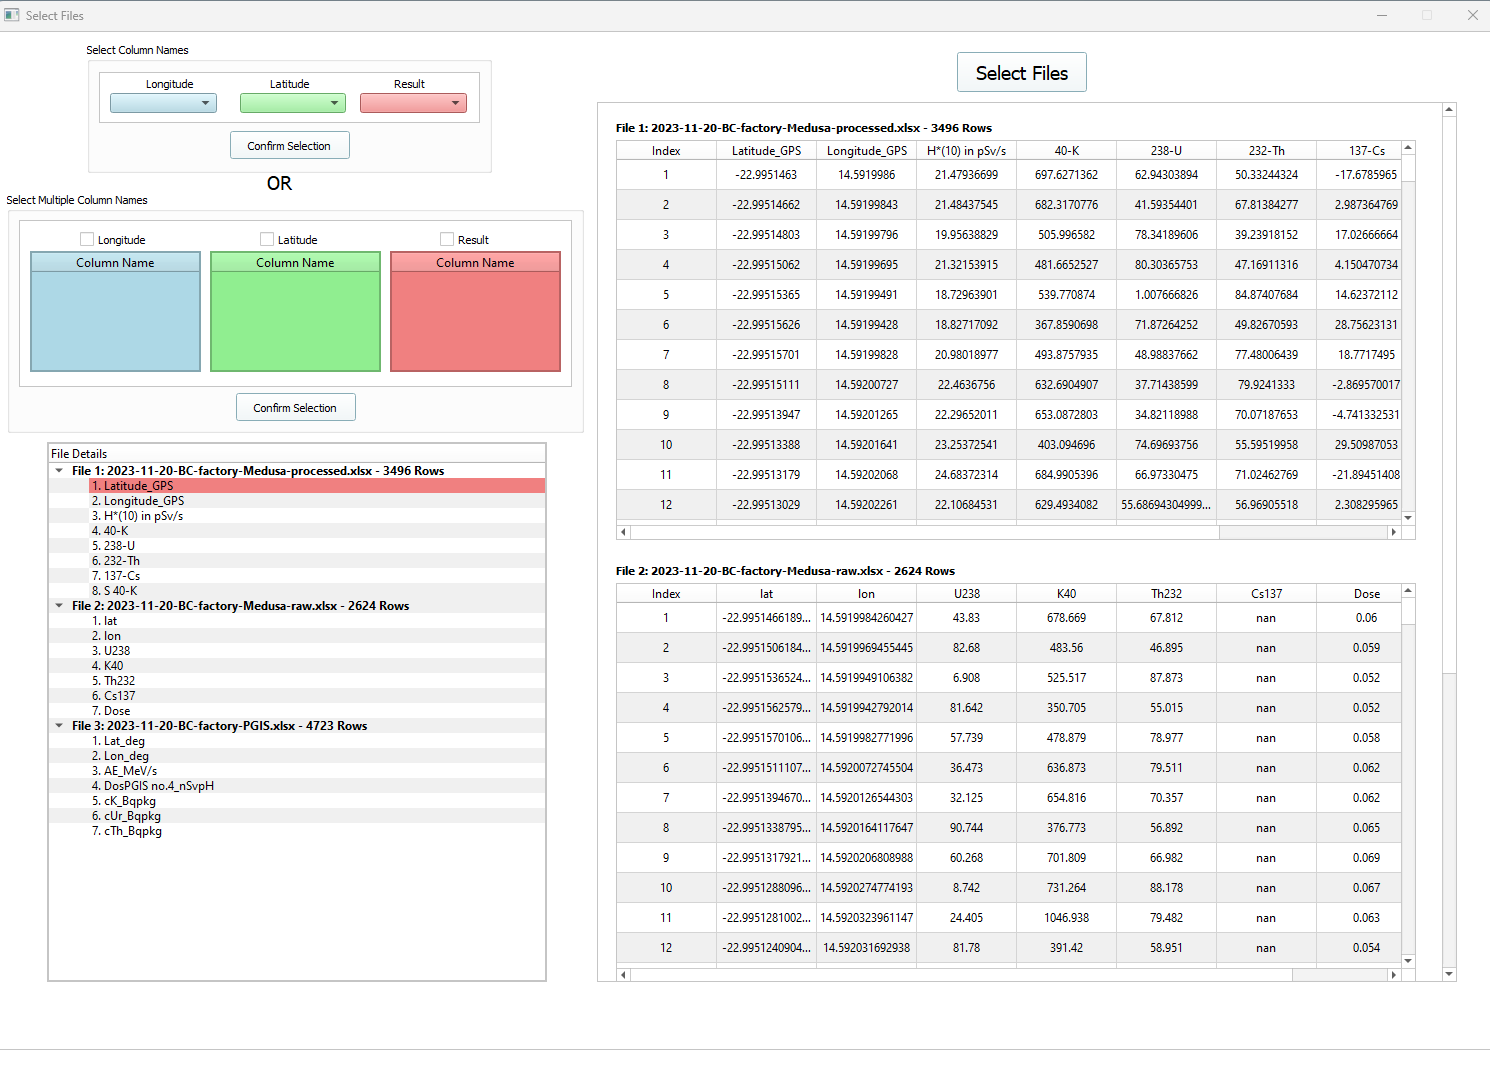 Select Files
Select Column Names
Longitude Latitude Result
Confirm Selection
OR
Select Multiple Column Names
Longitude Latitude Result
Column Name Column Name Column Name
Confirm Selection
File Details
File 1: 2023-11-20-BC-factory-Medusa-processed.xlsx - 3496 Rows
1. Latitude_GPS
2. Longitude_GPS
3. H*(10) in pSv/s
4. 40-K
5. 238-U
6. 232-Th
7. 137-Cs
8. S 40-K
File 2: 2023-11-20-BC-factory-Medusa-raw.xlsx - 2624 Rows
1. lat
2. lon
3. U238
4. K40
5. Th232
6. Cs137
7. Dose
File 3: 2023-11-20-BC-factory-PGIS.xlsx - 4723 Rows
1. Lat_deg
2. Lon_deg
3. AE_MeV/s
4. DosPGIS no.4_nSvpH
5. cK_Bqpkg
6. cUr_Bqpkg
7. cTh_Bqpkg
Select Files
File 1: 2023-11-20-BC-factory-Medusa-processed.xlsx - 3496 Rows
Index Latitude_GPS Longitude_GPS H*(10) in pSv/s 40-K 238-U 232-Th 137-Cs
1 -22.9951463 14.5919986 21.47936699 697.6271362 62.94303894 50.33244324 -17.6785965
2 -22.99514662 14.59199843 21.48437545 682.3170776 41.59354401 67.81384277 2.987364769
3 -22.99514803 14.59199796 19.95638829 505.996582 78.34189606 39.23918152 17.02666664
4 -22.99515062 14.59199695 21.32153915 481.6652527 80.30365753 47.16911316 4.150470734
5 -22.99515365 14.59199491 18.72963901 539.770874 1.007666826 84.87407684 14.62372112
6 -22.99515626 14.59199428 18.82717092 367.8590698 71.87264252 49.82670593 28.75623131
7 -22.99515701 14.59199828 20.98018977 493.8757935 48.98837662 77.48006439 18.7717495
8 -22.99515111 14.59200727 22.4636756 632.6904907 37.71438599 79.9241333 -2.869570017
9 -22.99513947 14.59201265 22.29652011 653.0872803 34.82118988 70.07187653 -4.741332531
10 -22.99513388 14.59201641 23.25372541 403.094696 74.69693756 55.59519958 29.50987053
11 -22.99513179 14.59202068 24.68372314 684.9905396 66.97330475 71.02462769 -21.89451408
12 -22.99513029 14.59202261 22.10684531 629.4934082 55.68694304999... 56.96905518 2.308295965
File 2: 2023-11-20-BC-factory-Medusa-raw.xlsx - 2624 Rows
Index lat lon U238 K40 Th232 Cs137 Dose
1 -22.9951466189... 14.5919984260427 43.83 678.669 67.812 nan 0.06
2 -22.9951506184... 14.5919969455445 82.68 483.56 46.895 nan 0.059
3 -22.9951536524... 14.5919949106382 6.908 525.517 87.873 nan 0.052
4 -22.9951562579... 14.5919942792014 81.642 350.705 55.015 nan 0.052
5 -22.9951570106... 14.5919982771996 57.739 478.879 78.977 nan 0.058
6 -22.9951511107... 14.5920072745504 36.473 636.873 79.511 nan 0.062
7 -22.9951394670... 14.5920126544303 32.125 654.816 70.357 nan 0.062
8 -22.9951338795... 14.5920164117647 90.744 376.773 56.892 nan 0.065
9 -22.9951317921... 14.5920206808988 60.268 701.809 66.982 nan 0.069
10 -22.9951288096... 14.5920274774193 8.742 731.264 88.178 nan 0.067
11 -22.9951281002... 14.5920323961147 24.405 1046.938 79.482 nan 0.063
12 -22.9951240904... 14.592031692938 81.78 391.42 58.951 nan 0.054